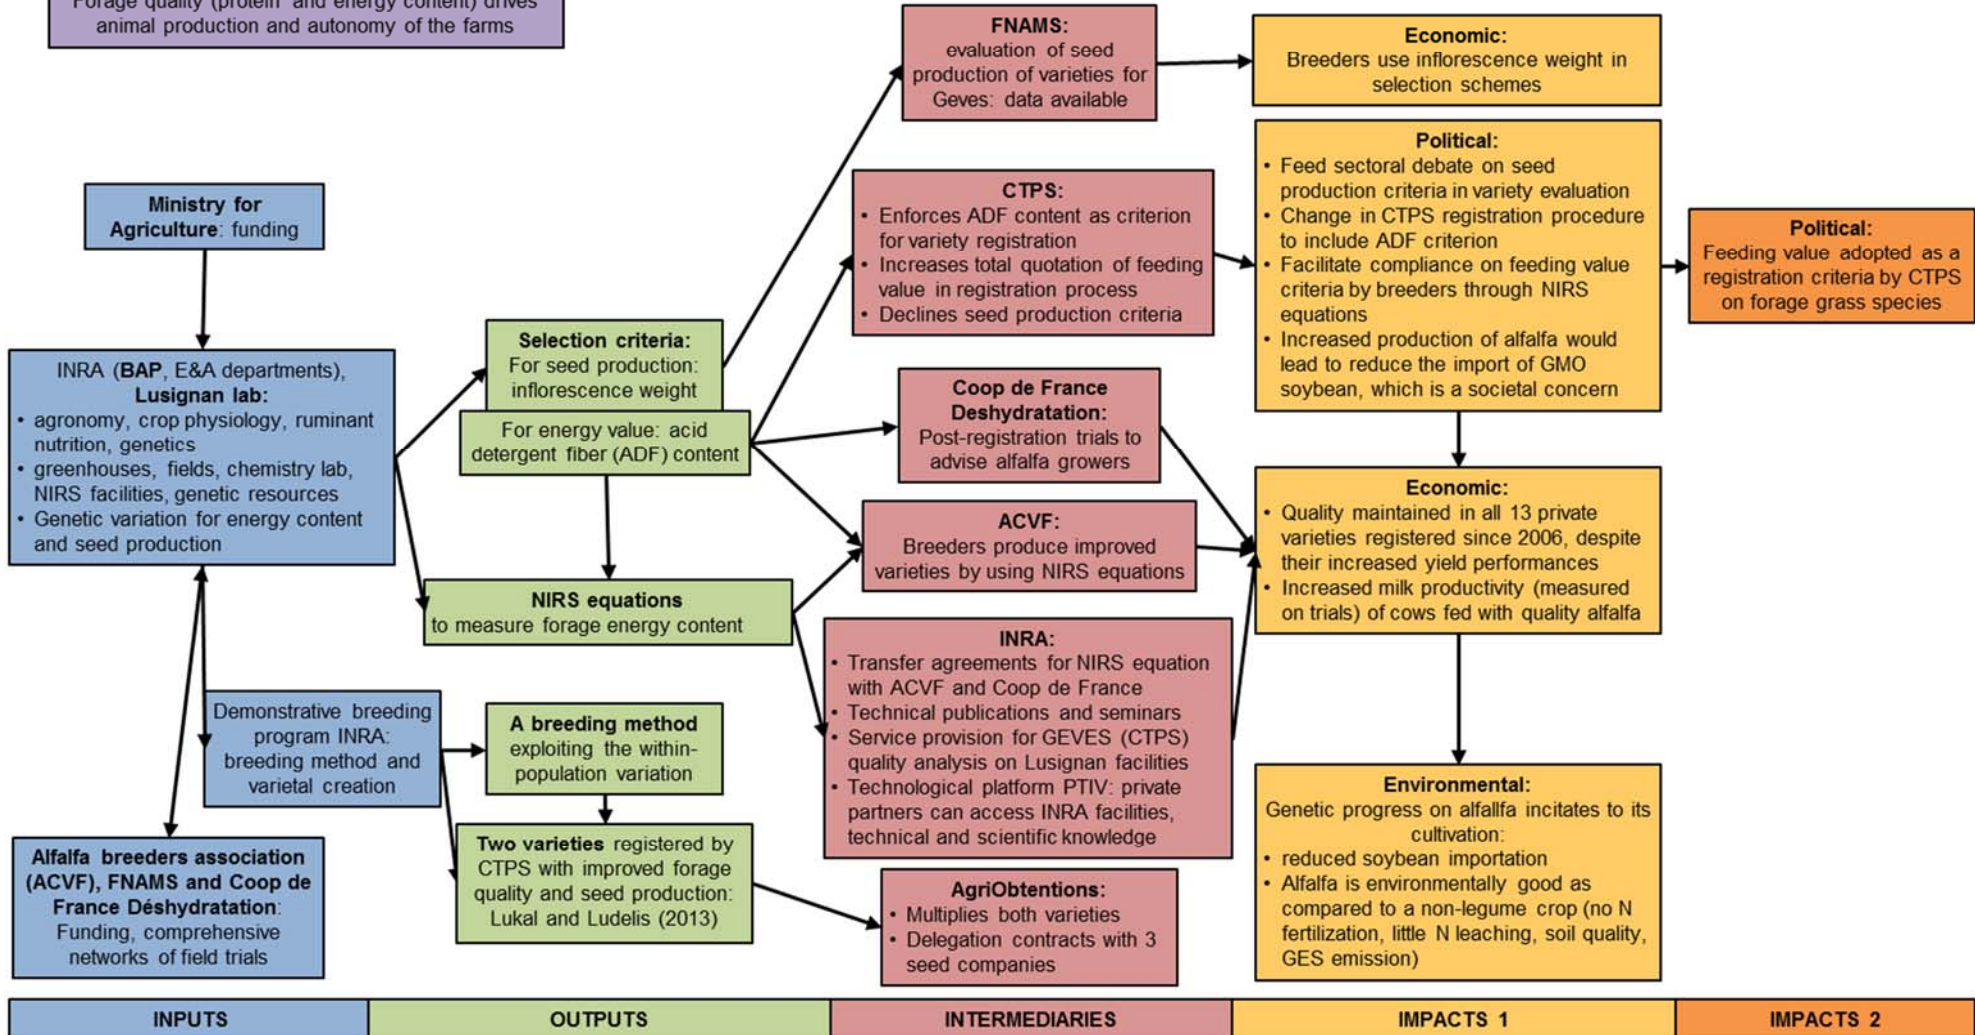 Forage quality (protein and energy content) drives
animal production and autonomy of the farms
Ministry for
Agriculture: funding
INRA (BAP, E&A departments),
Lusignan lab:
• agronomy, crop physiology, ruminant
nutrition, genetics
• greenhouses, fields, chemistry lab,
NIRS facilities, genetic resources
• Genetic variation for energy content
and seed production
Demonstrative breeding
program INRA:
breeding method and
varietal creation
Alfalfa breeders association
(ACVF), FNAMS and Coop de
France Déshydratation:
Funding, comprehensive
networks of field trials
Selection criteria:
For seed production:
inflorescence weight
For energy value: acid
detergent fiber (ADF) content
NIRS equations
to measure forage energy content
A breeding method
exploiting the within-
population variation
Two varieties registered by
CTPS with improved forage
quality and seed production:
Lukal and Ludelis (2013)
FNAMS:
evaluation of seed
production of varieties for
Geves: data available
CTPS:
• Enforces ADF content as criterion
for variety registration
• Increases total quotation of feeding
value in registration process
• Declines seed production criteria
Coop de France
Deshydratation:
Post-registration trials to
advise alfalfa growers
ACVF:
Breeders produce improved
varieties by using NIRS equations
INRA:
• Transfer agreements for NIRS equation
with ACVF and Coop de France
• Technical publications and seminars
• Service provision for GEVES (CTPS)
quality analysis on Lusignan facilities
• Technological platform PTIV: private
partners can access INRA facilities,
technical and scientific knowledge
AgriObtentions:
• Multiplies both varieties
• Delegation contracts with 3
seed companies
Economic:
Breeders use inflorescence weight in
selection schemes
Political:
• Feed sectoral debate on seed
production criteria in variety evaluation
• Change in CTPS registration procedure
to include ADF criterion
• Facilitate compliance on feeding value
criteria by breeders through NIRS
equations
• Increased production of alfalfa would
lead to reduce the import of GMO
soybean, which is a societal concern
Economic:
• Quality maintained in all 13 private
varieties registered since 2006, despite
their increased yield performances
• Increased milk productivity (measured
on trials) of cows fed with quality alfalfa
Environmental:
Genetic progress on alfallfa incitates to its
cultivation:
• reduced soybean importation
• Alfalfa is environmentally good as
compared to a non-legume crop (no N
fertilization, little N leaching, soil quality,
GES emission)
Political:
Feeding value adopted as a
registration criteria by CTPS
on forage grass species
INPUTS
OUTPUTS
INTERMEDIARIES
IMPACTS 1
IMPACTS 2